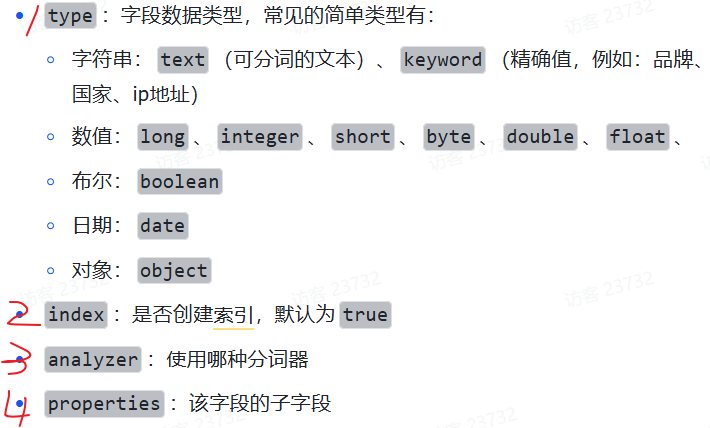 1 type：字段数据类型，常见的简单类型有：
字符串：text（可分词的文本）、keyword（精确值，例如：品牌、
国家、ip地址）
数值：long、integer、short、byte、double、float、
布尔：boolean
日期：date
对象：object
2 index：是否创建索引，默认为true
3 analyzer：使用哪种分词器
4 properties：该字段的子字段
访客 23732
访客 23732
访客 23732
访客 23732
访客 23732